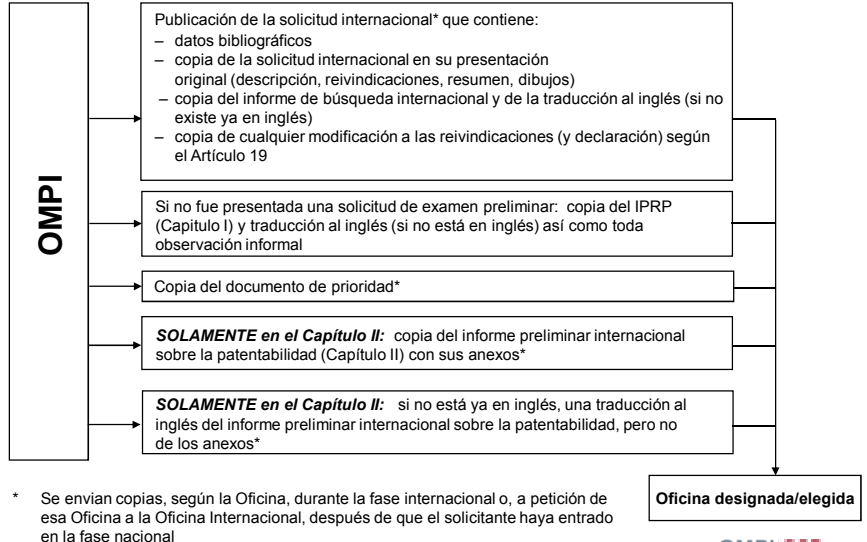 Publicación de la solicitud internacional* que contiene:
– datos bibliográficos
– copia de la solicitud internacional en su presentación
original (descripción, reivindicaciones, resumen, dibujos)
– copia del informe de búsqueda internacional y de la traducción al inglés (si no
existe ya en inglés)
– copia de cualquier modificación a las reivindicaciones (y declaración) según
el Artículo 19
OMPI
Si no fue presentada una solicitud de examen preliminar: copia del IPRP
(Capitulo I) y traducción al inglés (si no está en inglés) así como toda
observación informal
Copia del documento de prioridad*
SOLAMENTE en el Capítulo II: copia del informe preliminar internacional
sobre la patentabilidad (Capítulo II) con sus anexos*
SOLAMENTE en el Capítulo II: si no está ya en inglés, una traducción al
inglés del informe preliminar internacional sobre la patentabilidad, pero no
de los anexos*
Oficina designada/elegida
* Se envian copias, según la Oficina, durante la fase internacional o, a petición de
esa Oficina a la Oficina Internacional, después de que el solicitante haya entrado
en la fase nacional
OMPI